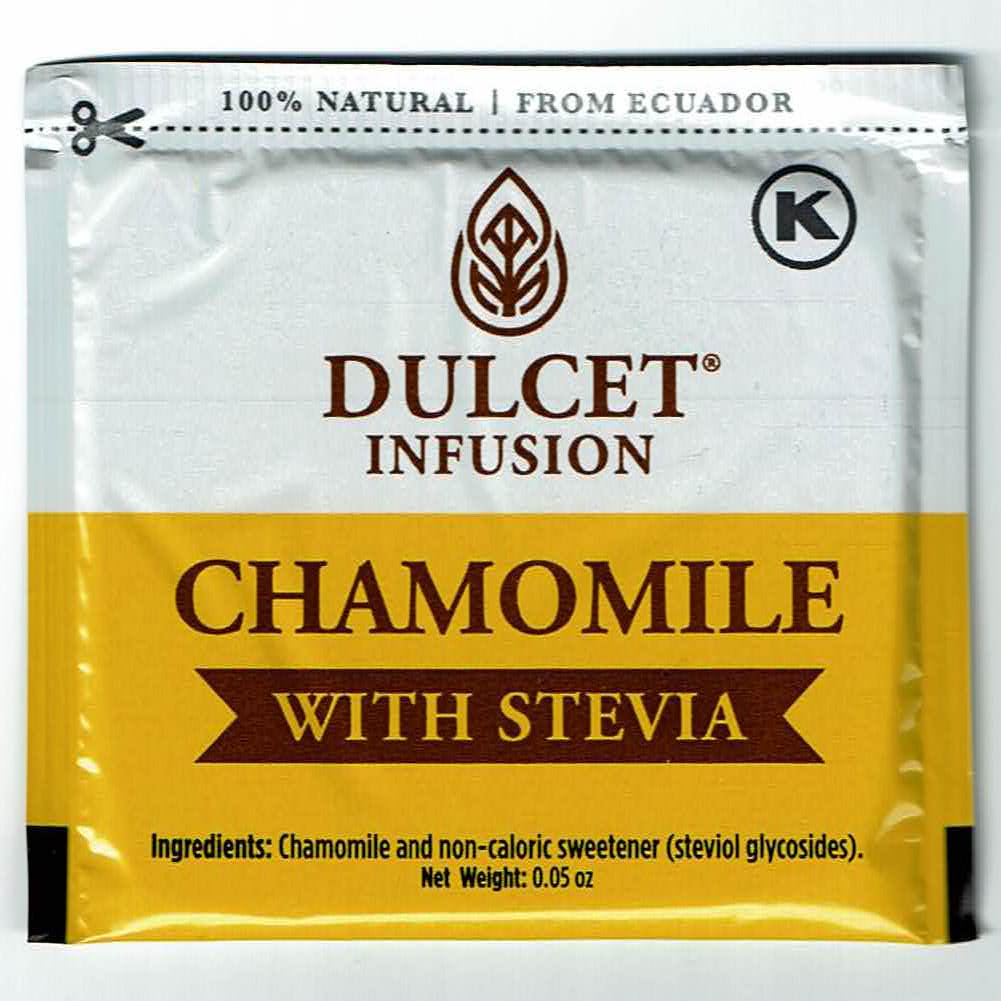 100% NATURAL | FROM ECUADOR
K
DULCET®
INFUSION
CHAMOMILE
WITH STEVIA
Ingredients: Chamomile and non-caloric sweetener (steviol glycosides).
Net Weight: 0.05 oz